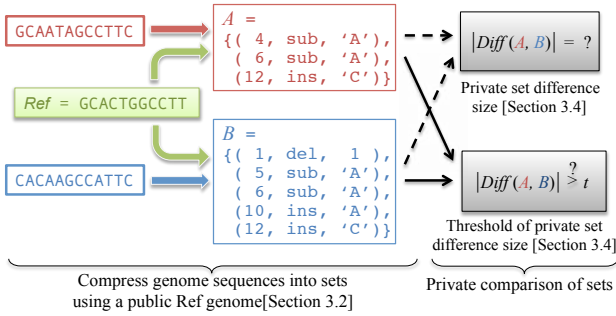 GCAATAGCCTTC
Ref = GCACTGGCCTT
CACAAGCCATTC
A =
{( 4, sub, ‘A’),
( 6, sub, ‘A’),
(12, ins, ‘C’)}
B =
{( 1, del, 1 ),
( 5, sub, ‘A’),
( 6, sub, ‘A’),
(10, ins, ‘A’),
(12, ins, ‘C’)}
|Diff(A, B)| = ?
Private set difference
size [Section 3.4]
|Diff(A, B)| >? t
Threshold of private set
difference size [Section 3.4]
Compress genome sequences into sets
using a public Ref genome[Section 3.2]
Private comparison of sets